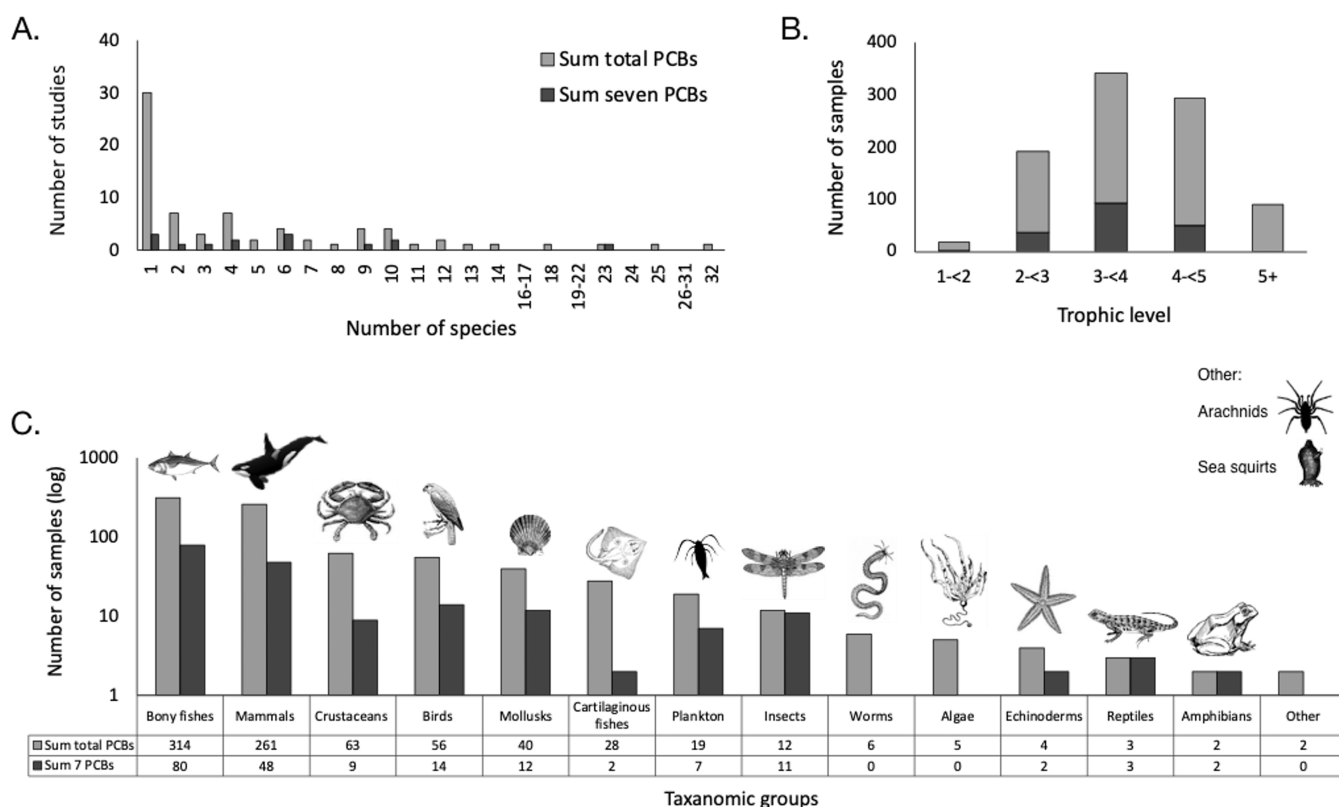 A.
40
30
20
10
0
Number of studies
Sum total PCBs
Sum seven PCBs
1 2 3 4 5 6 7 8 9 10 11 12 13 14 16-17 18 19-22 23 24 25 26-31 32
Number of species
B.
400
300
200
100
0
Number of samples
1-<2 2-<3 3-<4 4-<5 5+
Trophic level
Other:
Arachnids
Sea squirts
C.
1000
100
10
1
Number of samples (log)
Bony fishes Mammals Crustaceans Birds Mollusks Cartilaginous fishes Plankton Insects Worms Algae Echinoderms Reptiles Amphibians Other
Sum total PCBs 314 261 63 56 40 28 19 12 6 5 4 3 2 2
Sum 7 PCBs 80 48 9 14 12 2 7 11 0 0 2 3 2 0
Taxanomic groups